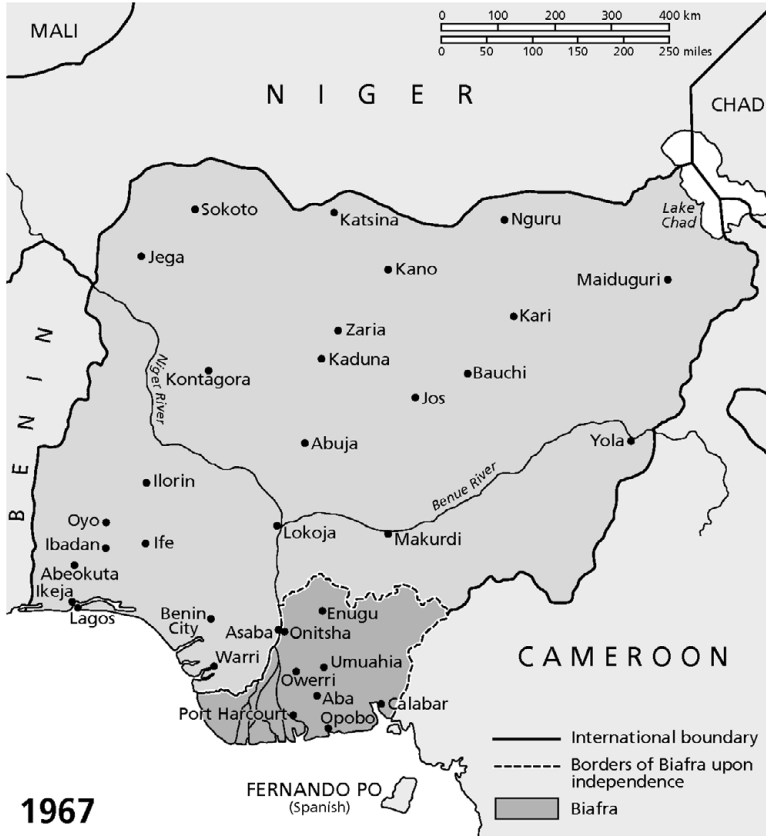 0 100 200 300 400 km
0 50 100 150 200 250 miles
MALI
NIGER
CHAD
Lake
Chad
Sokoto
Katsina
Nguru
Jega
Kano
Maiduguri
Kari
Zaria
Kaduna
Niger River
Kontagora
Bauchi
Jos
BENIN
Abuja
Yola
Benue River
Ilorin
Oyo
Ibadan
Ife
Lokoja
Makurdi
Abeokuta
Ikeja
Lagos
Benin
City
Enugu
Asaba
Onitsha
Warri
Umuahia
Owerri
CAMEROON
Aba
Calabar
Port Harcourt
Opobo
International boundary
Borders of Biafra upon
independence
Biafra
FERNANDO PO
(Spanish)
1967